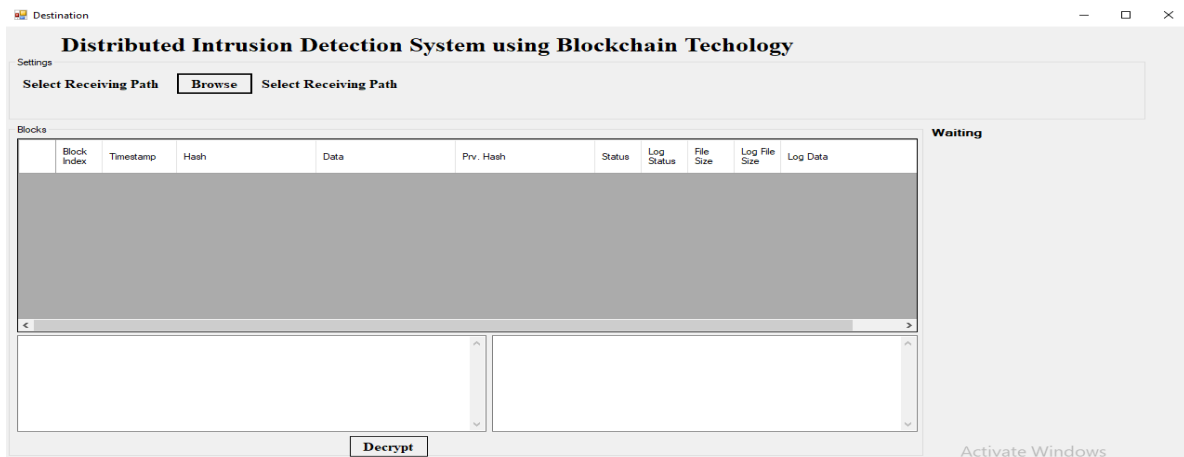 Destination
Distributed Intrusion Detection System using Blockchain Techology
Settings
Select Receiving Path Browse Select Receiving Path
Blocks
Waiting
Block Index Timestamp Hash Data Prv. Hash Status Log Status File Size Log File Size Log Data
Decrypt
Activate Windows